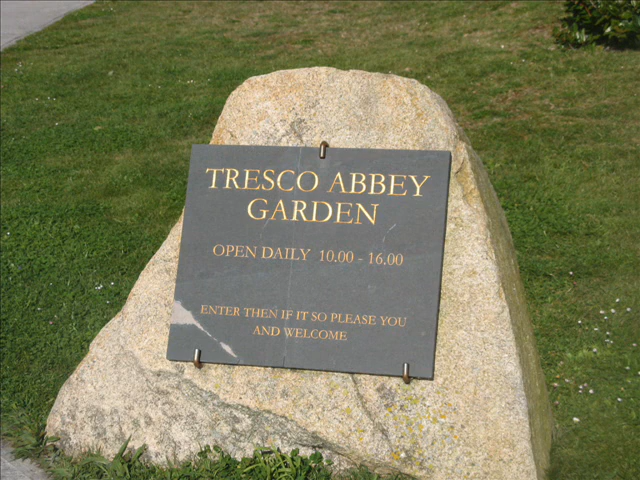 TRESCO ABBEY
GARDEN
OPEN DAILY 10.00 - 16.00
ENTER THEN IF IT SO PLEASE YOU
AND WELCOME